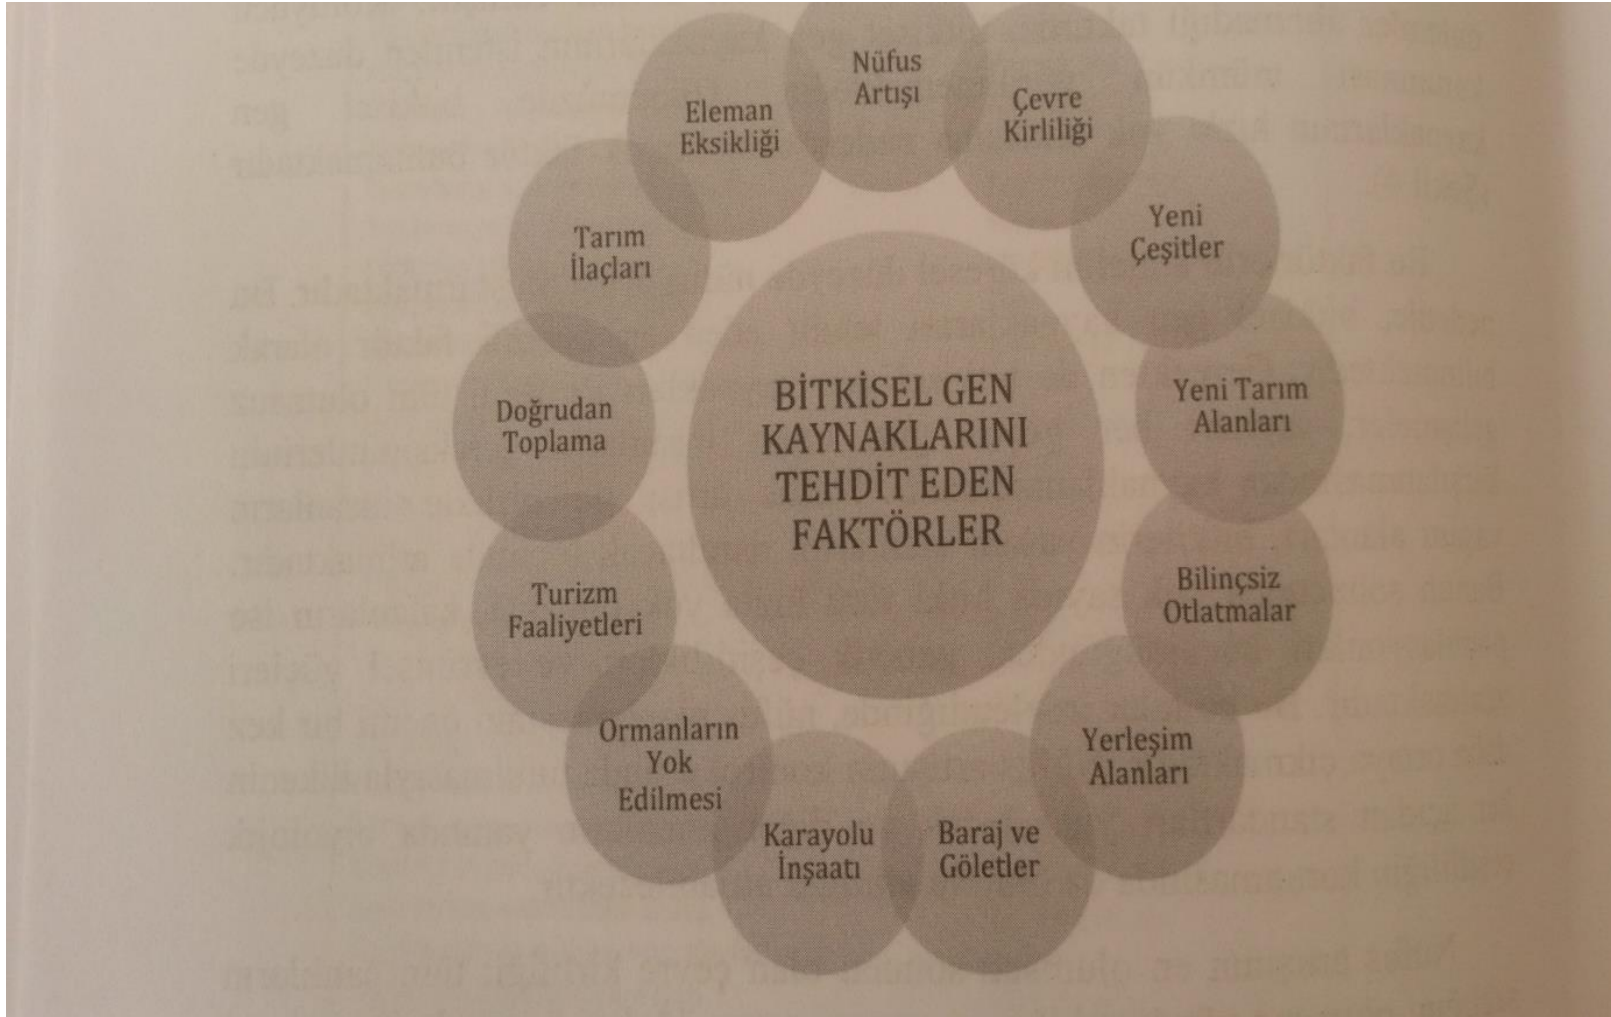 Nüfus
Artışı
Çevre
Kirliliği
Yeni
Çeşitler
Yeni Tarım
Alanları
Bilinçsiz
Otlatmalar
Yerleşim
Alanları
Baraj ve
Göletler
Karayolu
İnşaatı
Ormanların
Yok
Edilmesi
Turizm
Faaliyetleri
Doğrudan
Toplama
Tarım
İlaçları
Eleman
Eksikliği
BİTKİSEL GEN
KAYNAKLARINI
TEHDİT EDEN
FAKTÖRLER